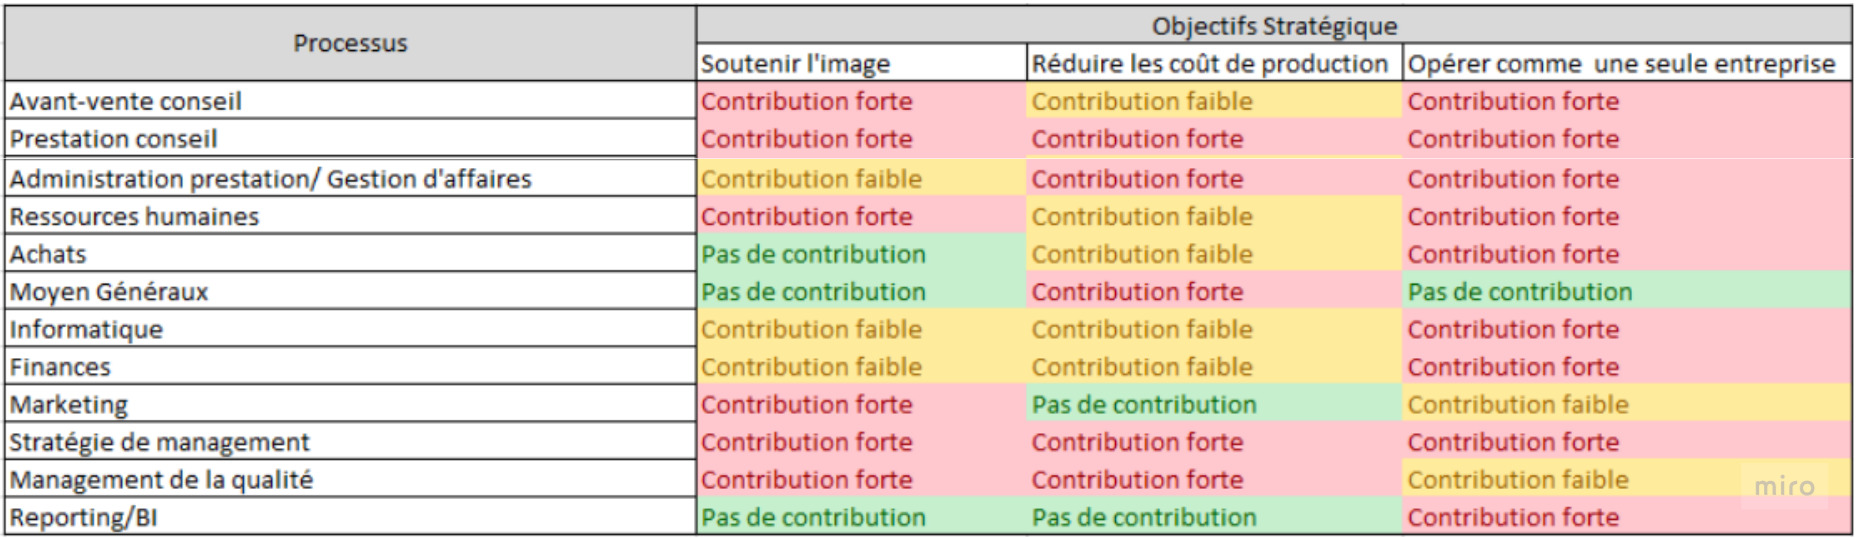 Processus
Objectifs Stratégique
Soutenir l'image Réduire les coût de production Opérer comme une seule entreprise
Avant-vente conseil Contribution forte Contribution faible Contribution forte
Prestation conseil Contribution forte Contribution forte Contribution forte
Administration prestation/ Gestion d'affaires Contribution faible Contribution forte Contribution forte
Ressources humaines Contribution forte Contribution faible Contribution forte
Achats Pas de contribution Contribution faible Contribution forte
Moyen Généraux Pas de contribution Contribution forte Pas de contribution
Informatique Contribution faible Contribution faible Contribution forte
Finances Contribution faible Contribution faible Contribution forte
Marketing Contribution forte Pas de contribution Contribution faible
Stratégie de management Contribution forte Contribution forte Contribution forte
Management de la qualité Contribution forte Contribution forte Contribution faible
miro
Reporting/BI Pas de contribution Pas de contribution Contribution forte